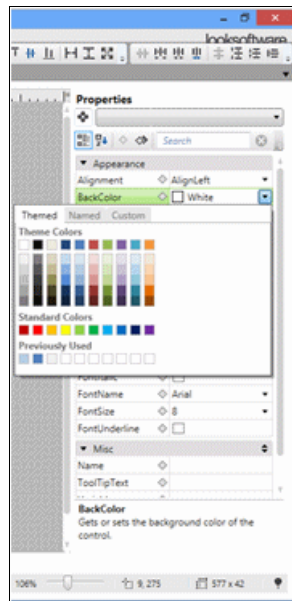 looksoftware
Properties
Search
Appearance
Alignment AlignLeft
BackColor White
Themed Named Custom
Theme Colors
Standard Colors
Previously Used
FontItalic
FontName Arial
FontSize 8
FontUnderline
Misc
Name
ToolTipText
BackColor
Gets or sets the background color of the
control.
106% 9, 275 577 x 42